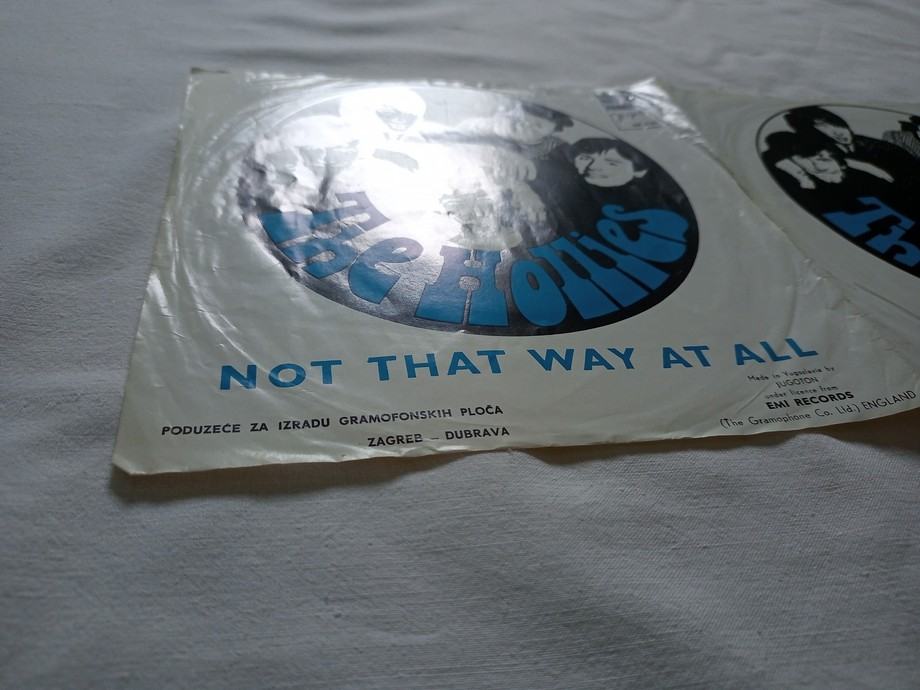 The Hollies
Th
NOT THAT WAY AT ALL
PODUZEĆE ZA IZRADU GRAMOFONSKIH PLOČA
ZAGREB – DUBRAVA
Made in Yugoslavia by
JUGOTON
under licence from
EMI RECORDS
(The Gramophone Co. Ltd.) ENGLAND